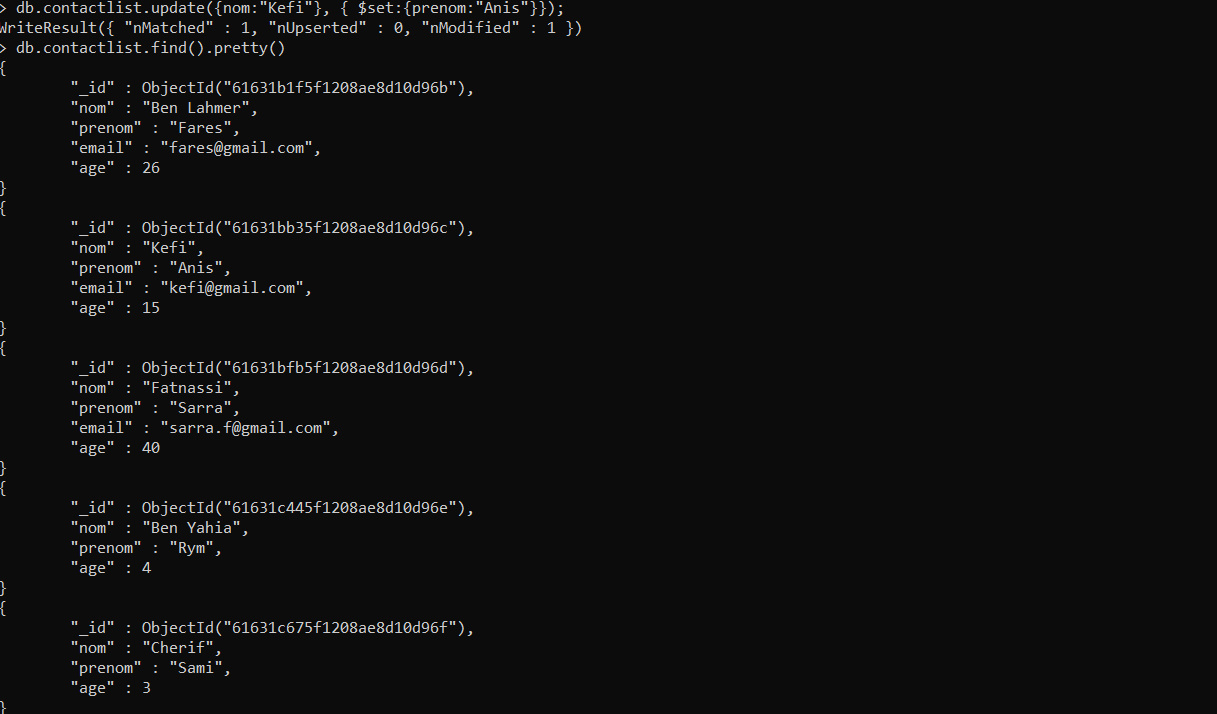 > db.contactlist.update({nom:"Kefi"}, { $set:{prenom:"Anis"}});
WriteResult({ "nMatched" : 1, "nUpserted" : 0, "nModified" : 1 })
> db.contactlist.find().pretty()
{
"_id" : ObjectId("61631b1f5f1208ae8d10d96b"),
"nom" : "Ben Lahmer",
"prenom" : "Fares",
"email" : "fares@gmail.com",
"age" : 26
}
{
"_id" : ObjectId("61631bb35f1208ae8d10d96c"),
"nom" : "Kefi",
"prenom" : "Anis",
"email" : "kefi@gmail.com",
"age" : 15
}
{
"_id" : ObjectId("61631bfb5f1208ae8d10d96d"),
"nom" : "Fatnassi",
"prenom" : "Sarra",
"email" : "sarra.f@gmail.com",
"age" : 40
}
{
"_id" : ObjectId("61631c445f1208ae8d10d96e"),
"nom" : "Ben Yahia",
"prenom" : "Rym",
"age" : 4
}
{
"_id" : ObjectId("61631c675f1208ae8d10d96f"),
"nom" : "Cherif",
"prenom" : "Sami",
"age" : 3
}